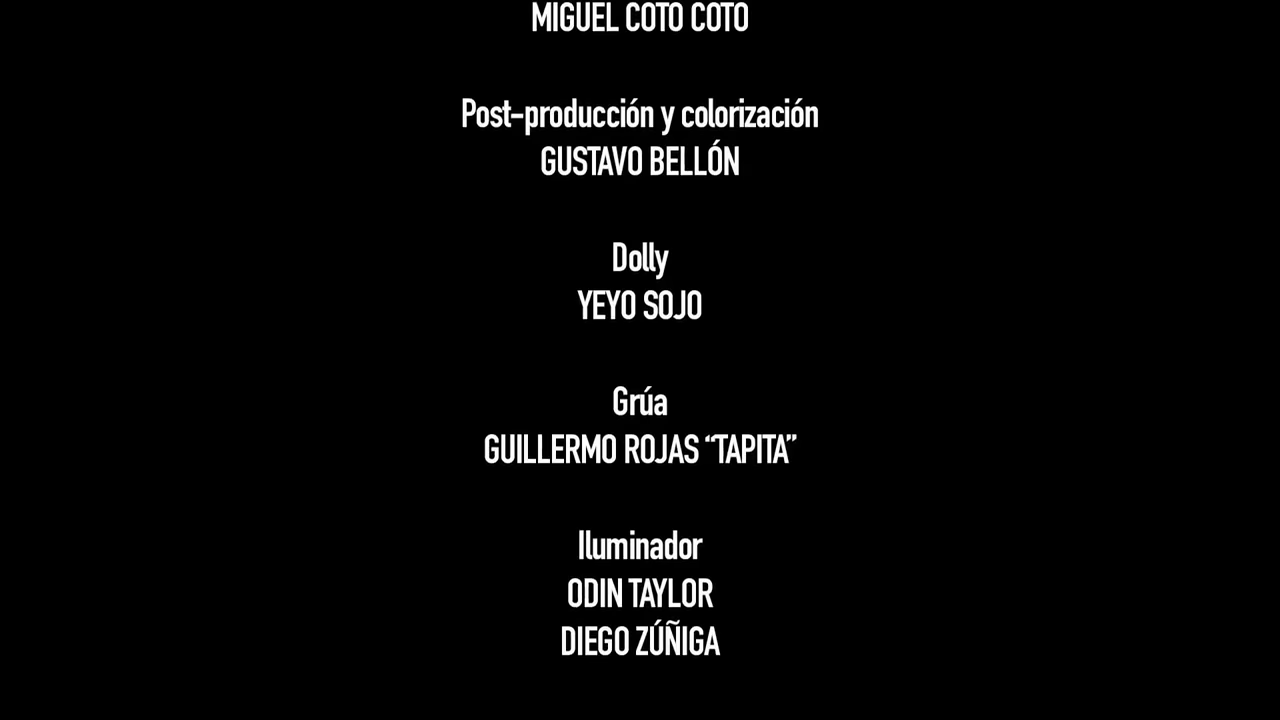 MIGUEL COTO COTO
Post-producción y colorización
GUSTAVO BELLÓN
Dolly
YEYO SOJO
Grúa
GUILLERMO ROJAS “TAPITA”
Iluminador
ODIN TAYLOR
DIEGO ZÚÑIGA